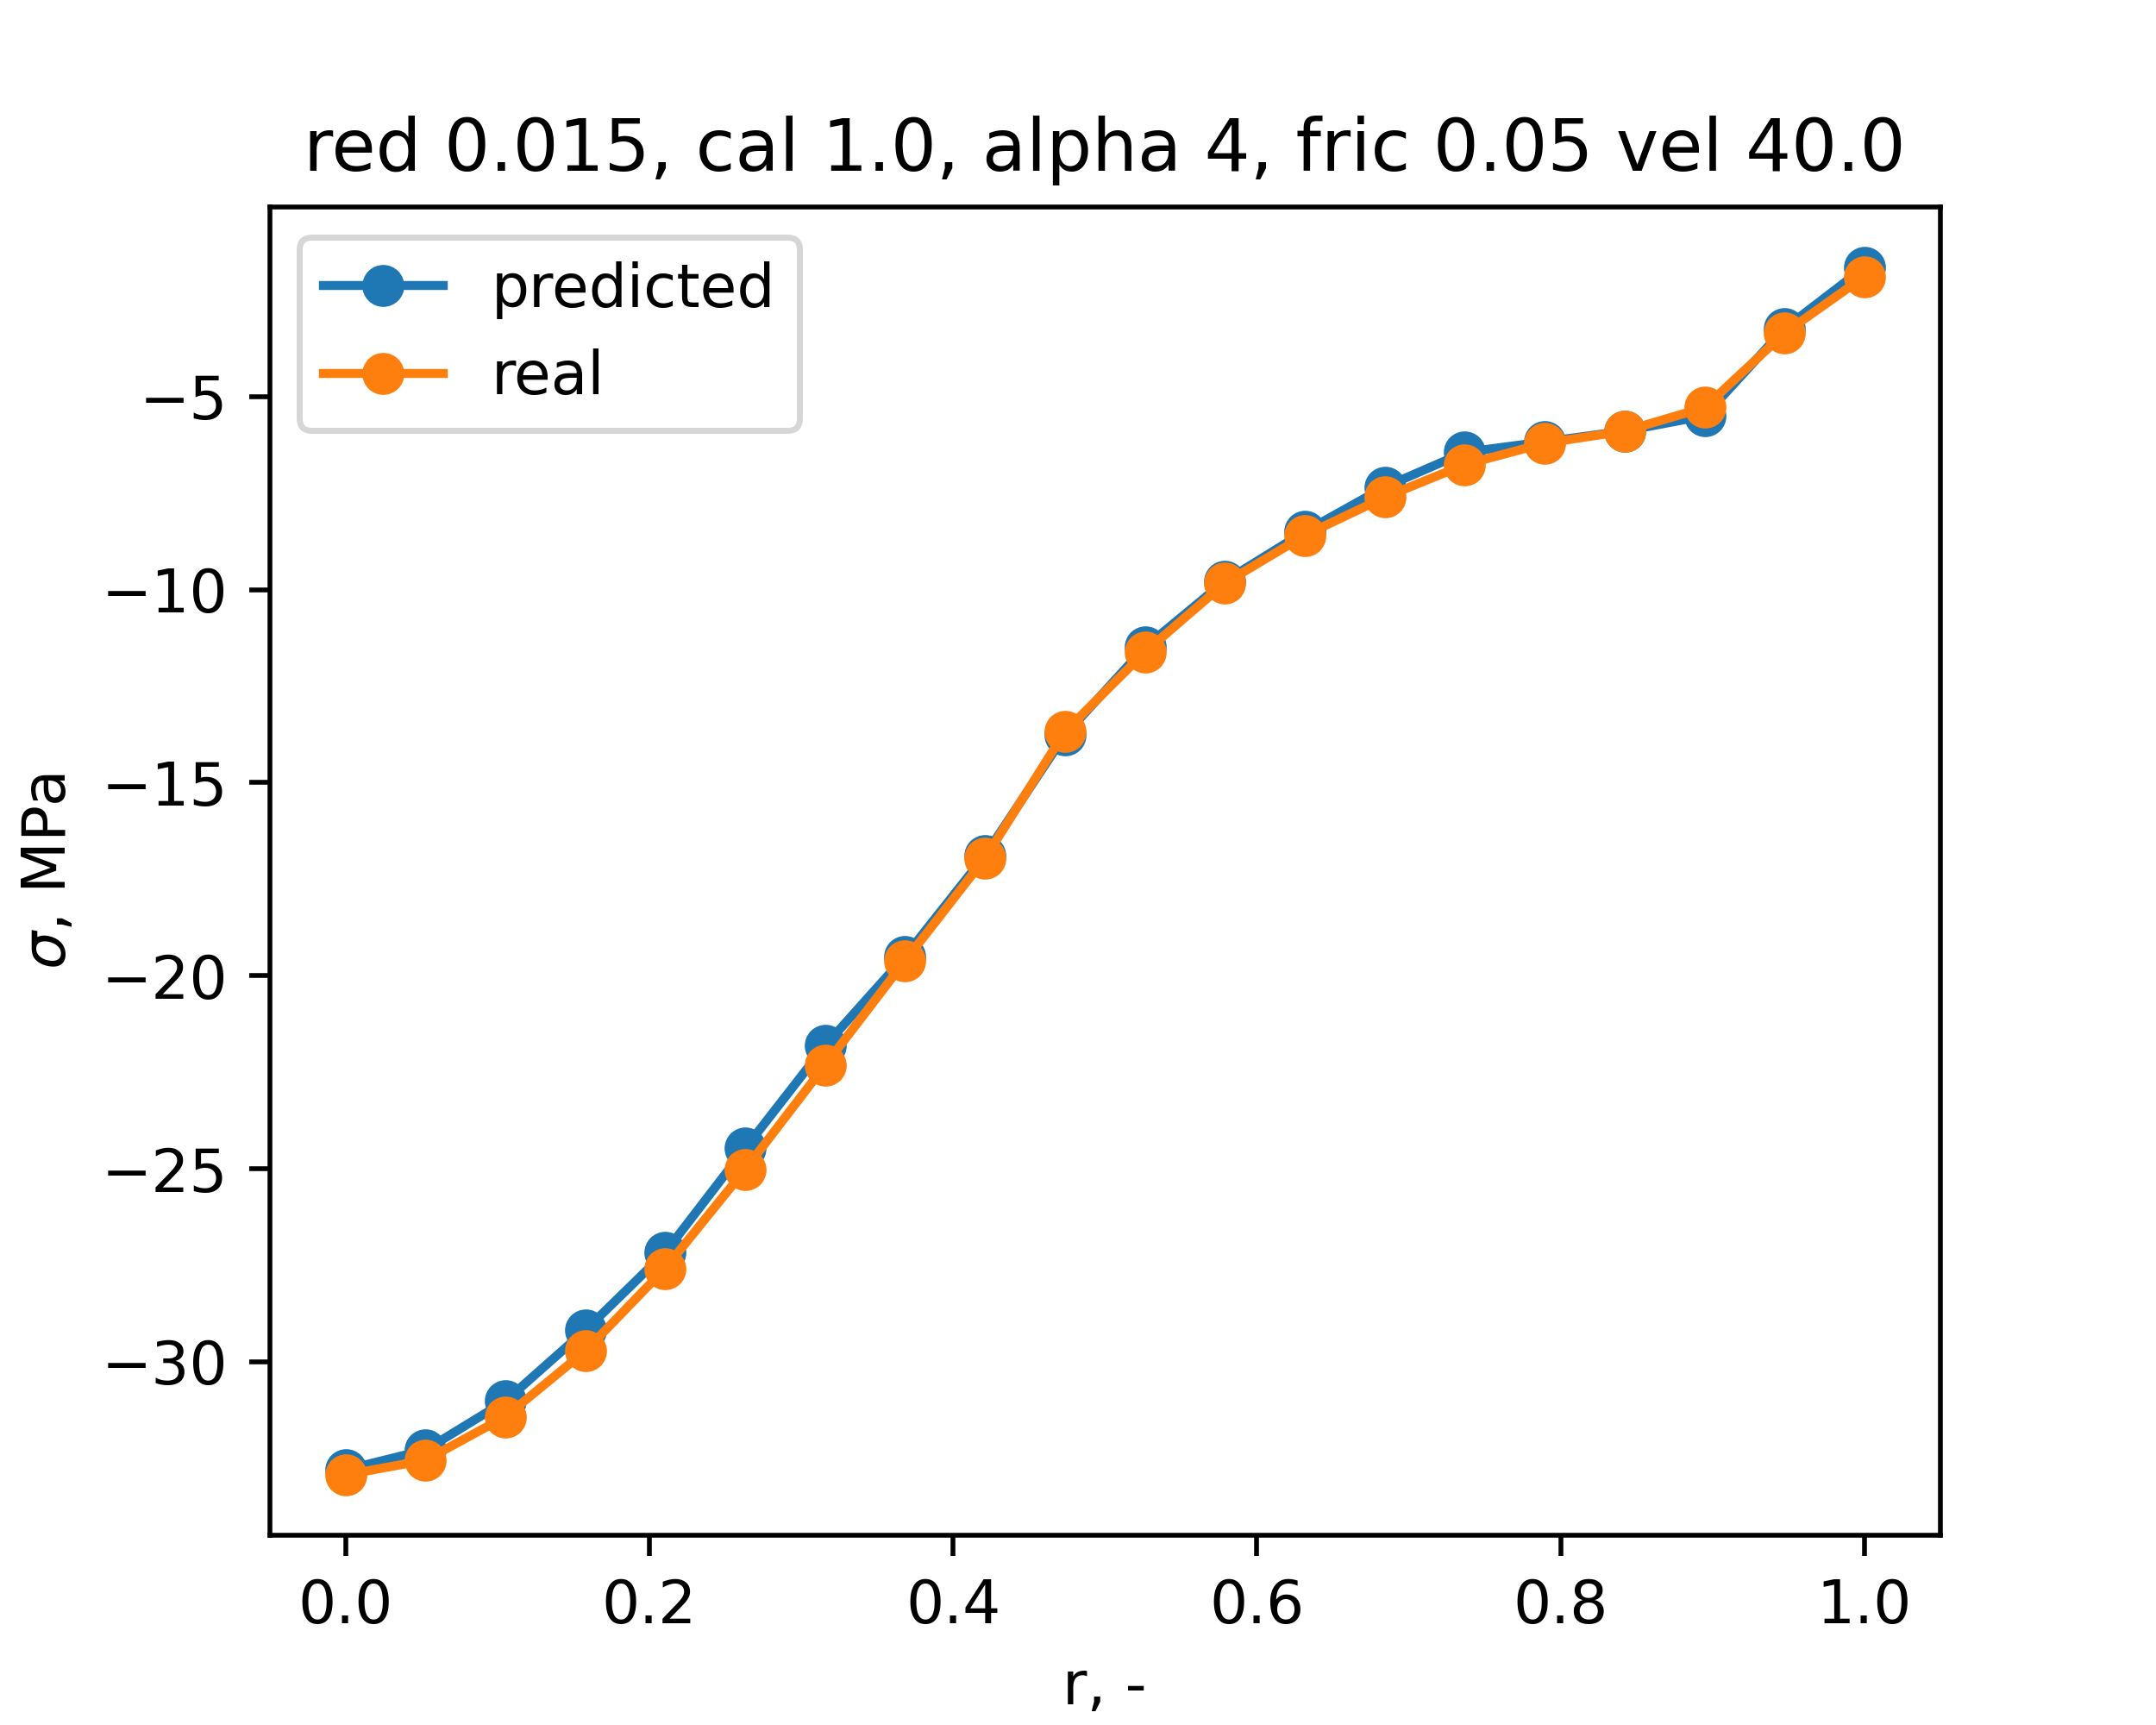 red 0.015, cal 1.0, alpha 4, fric 0.05 vel 40.0
predicted
real
−5
−10
−15
−20
−25
−30
σ, MPa
0.0 0.2 0.4 0.6 0.8 1.0
r, -